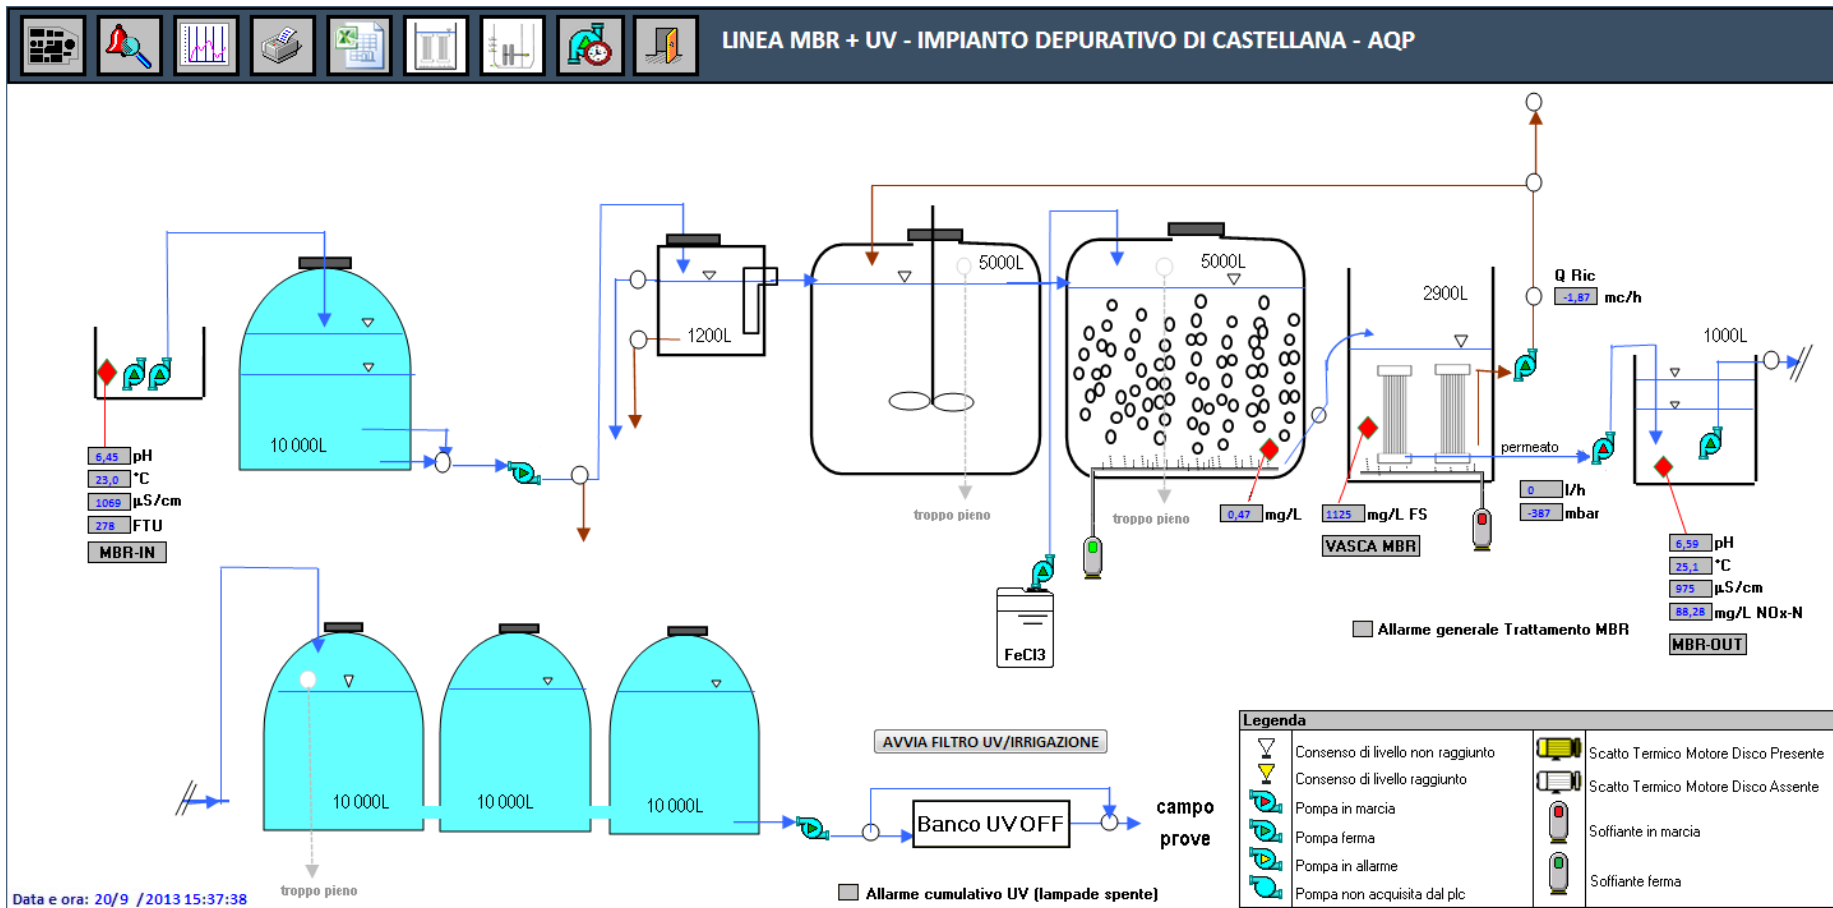 LINEA MBR + UV - IMPIANTO DEPURATIVO DI CASTELLANA - AQP
5000L
5000L
Q Ric
-1,87 mc/h
2900L
1200L
1000L
10 000L
permeato
6,45 pH
23,0 °C
1069 µS/cm
278 FTU
MBR-IN
troppo pieno
troppo pieno
0,47 mg/L
1125 mg/L FS
VASCA MBR
0 l/h
-387 mbar
6,59 pH
25,1 °C
975 µS/cm
88,28 mg/L NOx-N
MBR-OUT
FeCl3
Allarme generale Trattamento MBR
10 000L
10 000L
10 000L
troppo pieno
AVVIA FILTRO UV/IRRIGAZIONE
Banco UV OFF
campo
prove
Allarme cumulativo UV (lampade spente)
Legenda
Consenso di livello non raggiunto
Consenso di livello raggiunto
Pompa in marcia
Pompa ferma
Pompa in allarme
Pompa non acquisita dal plc
Scatto Termico Motore Disco Presente
Scatto Termico Motore Disco Assente
Soffiante in marcia
Soffiante ferma
Data e ora: 20/9 /2013 15:37:38